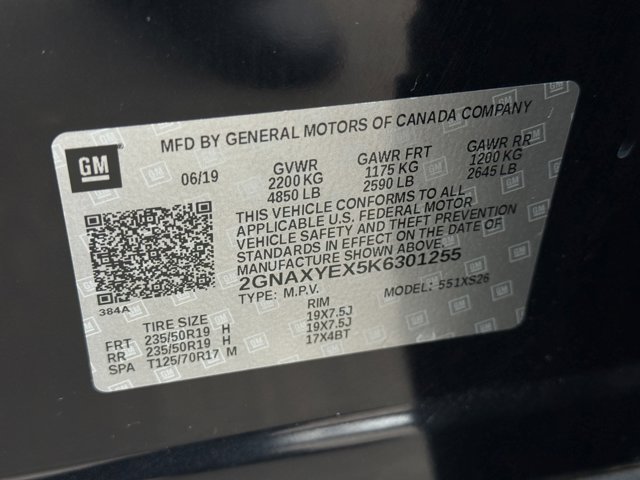 GM
MFD BY GENERAL MOTORS OF CANADA COMPANY
06/19 GVWR GAWR FRT GAWR RR
2200 KG 1175 KG 1200 KG
4850 LB 2590 LB 2645 LB
THIS VEHICLE CONFORMS TO ALL
APPLICABLE U.S. FEDERAL MOTOR
VEHICLE SAFETY AND THEFT PREVENTION
STANDARDS IN EFFECT ON THE DATE OF
MANUFACTURE SHOWN ABOVE.
2GNAXYEX5K6301255
TYPE: M.P.V. MODEL: 551XS26
384A
TIRE SIZE RIM
FRT 235/50R19 H 19X7.5J
RR 235/50R19 H 19X7.5J
SPA T125/70R17 M 17X4BT